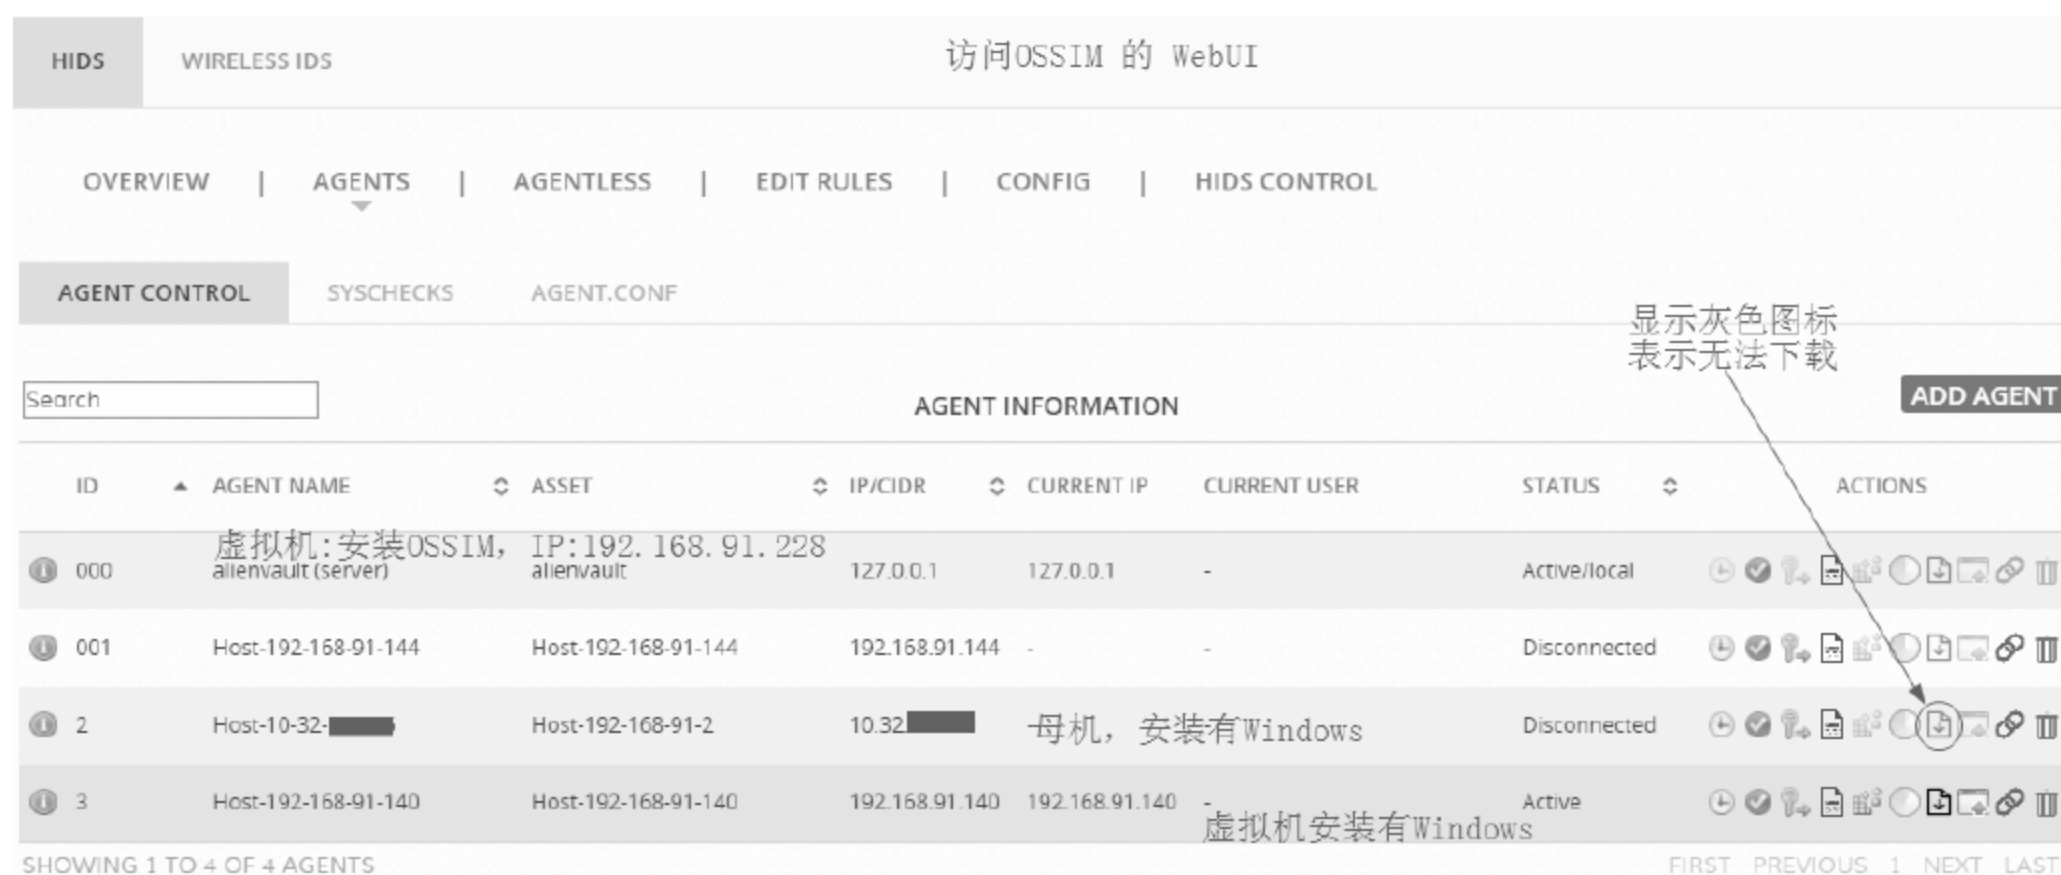 HIDS WIRELESS IDS 访问OSSIM 的 WebUI
OVERVIEW | AGENTS | AGENTLESS | EDIT RULES | CONFIG | HIDS CONTROL
AGENT CONTROL SYSCHECKS AGENT.CONF
显示灰色图标
表示无法下载
Search AGENT INFORMATION ADD AGENT
ID AGENT NAME ASSET IP/CIDR CURRENT IP CURRENT USER STATUS ACTIONS
虚拟机:安装OSSIM, IP:192.168.91.228
000 alienvault (server) alienvault 127.0.0.1 127.0.0.1 - Active/local
001 Host-192-168-91-144 Host-192-168-91-144 192.168.91.144 - - Disconnected
2 Host-10-32- Host-192-168-91-2 10.32. 母机, 安装有Windows Disconnected
3 Host-192-168-91-140 Host-192-168-91-140 192.168.91.140 192.168.91.140 - Active
虚拟机安装有Windows
SHOWING 1 TO 4 OF 4 AGENTS FIRST PREVIOUS 1 NEXT LAST